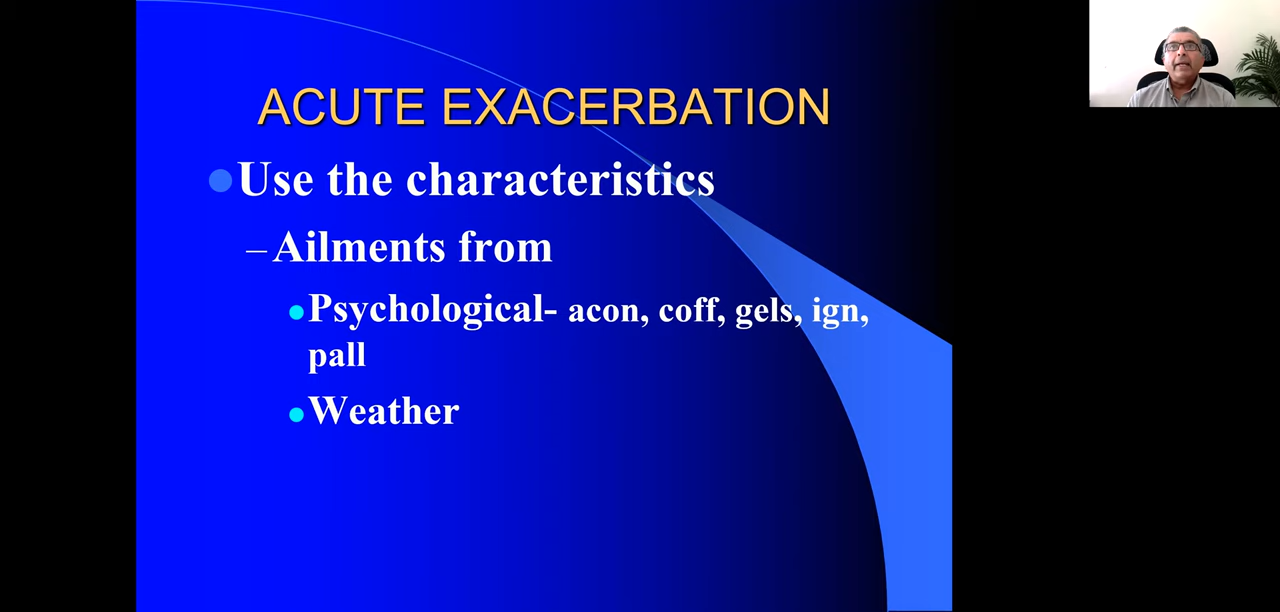 ACUTE EXACERBATION
Use the characteristics
–Ailments from
Psychological- acon, coff, gels, ign,
pall
Weather